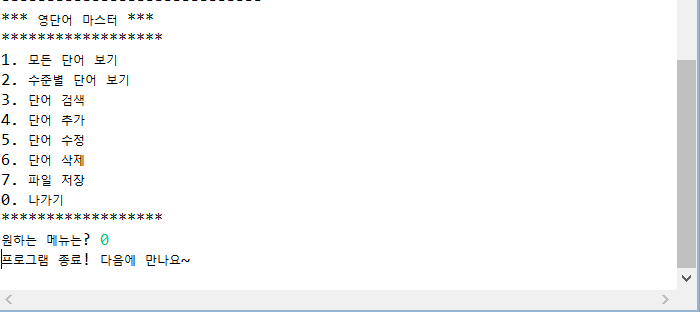 *** 영단어 마스터 ***
******************
1. 모든 단어 보기
2. 수준별 단어 보기
3. 단어 검색
4. 단어 추가
5. 단어 수정
6. 단어 삭제
7. 파일 저장
0. 나가기
******************
원하는 메뉴는? 0
프로그램 종료! 다음에 만나요~